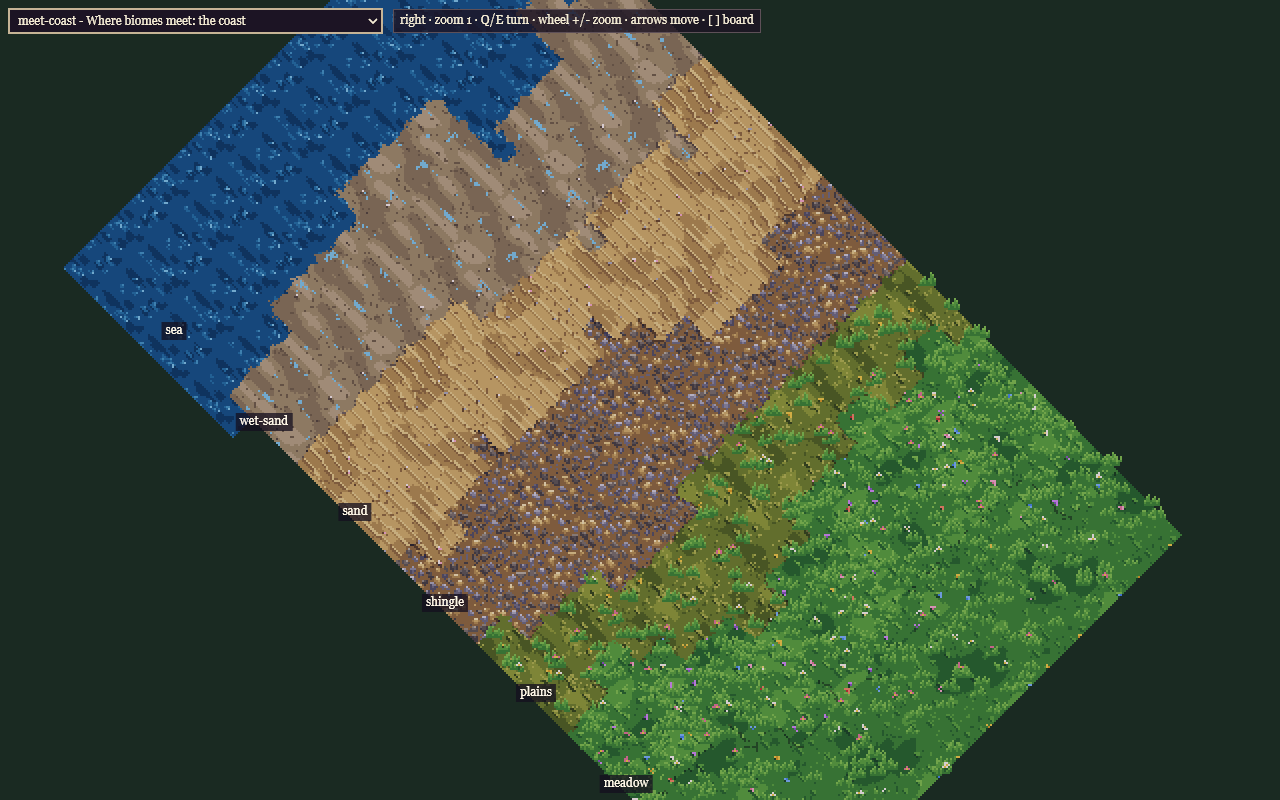 meet-coast - Where biomes meet: the coast
right · zoom 1 · Q/E turn · wheel +/- zoom · arrows move · [ ] board
sea
wet-sand
sand
shingle
plains
meadow